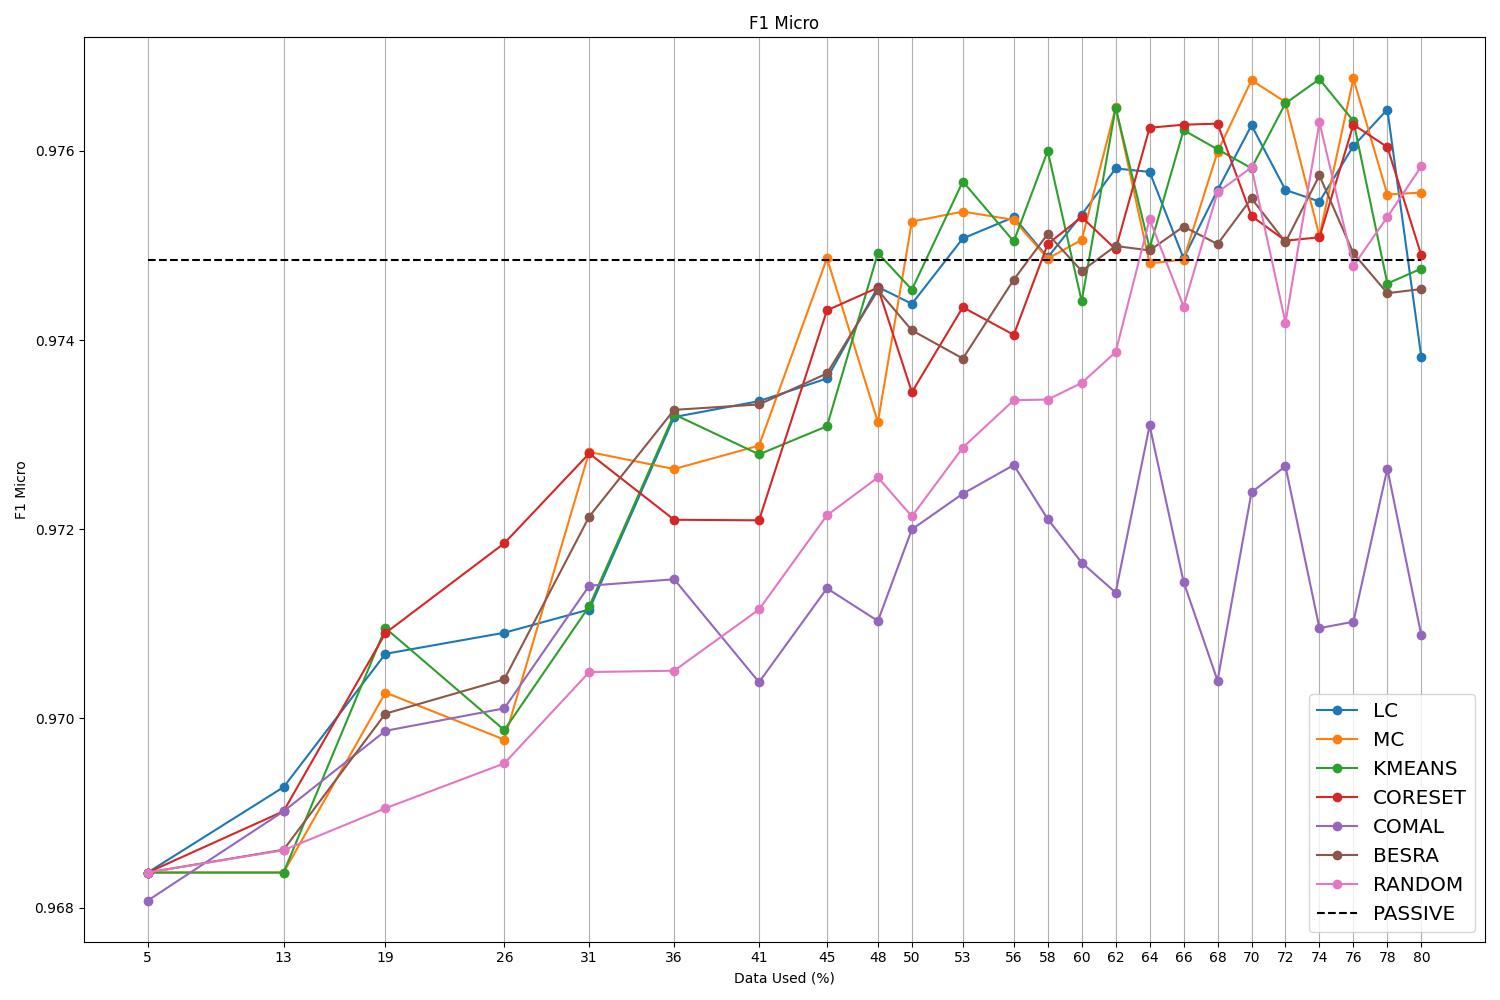 F1 Micro
F1 Micro
0.976
0.974
0.972
0.970
0.968
5 13 19 26 31 36 41 45 48 50 53 56 58 60 62 64 66 68 70 72 74 76 78 80
Data Used (%)
LC
MC
KMEANS
CORESET
COMAL
BESRA
RANDOM
PASSIVE